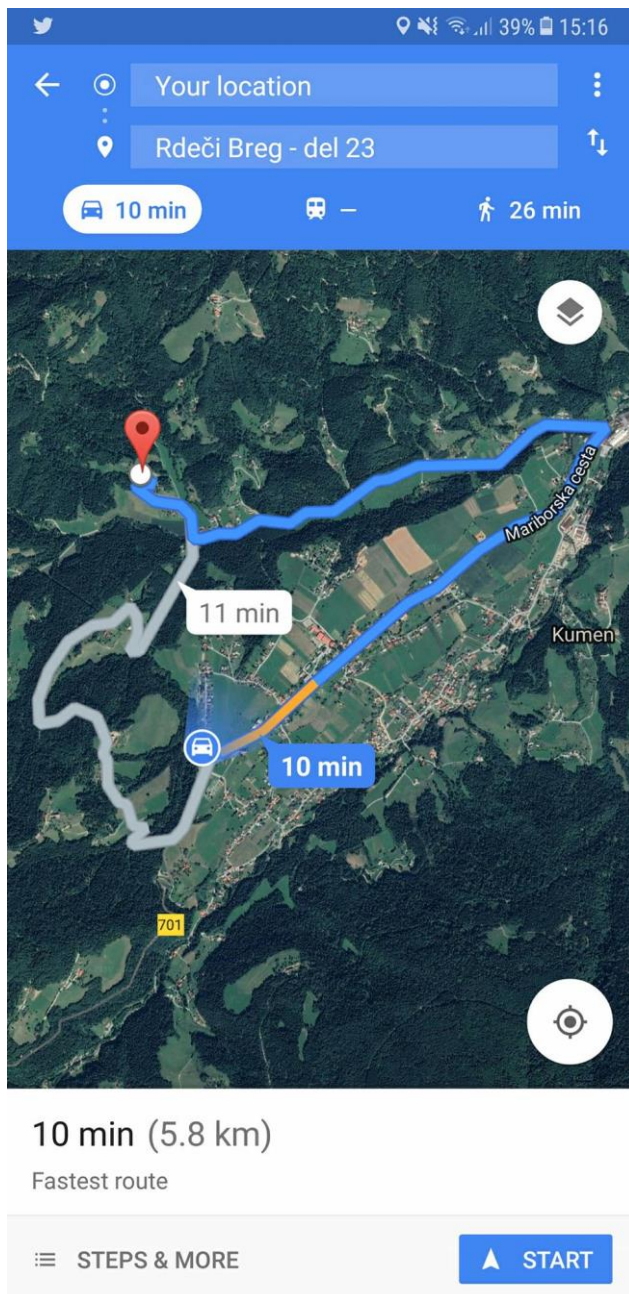 39% 15:16
Your location
Rdeči Breg - del 23
10 min – 26 min
Mariborska cesta
11 min
Kumen
10 min
701
10 min (5.8 km)
Fastest route
STEPS & MORE START